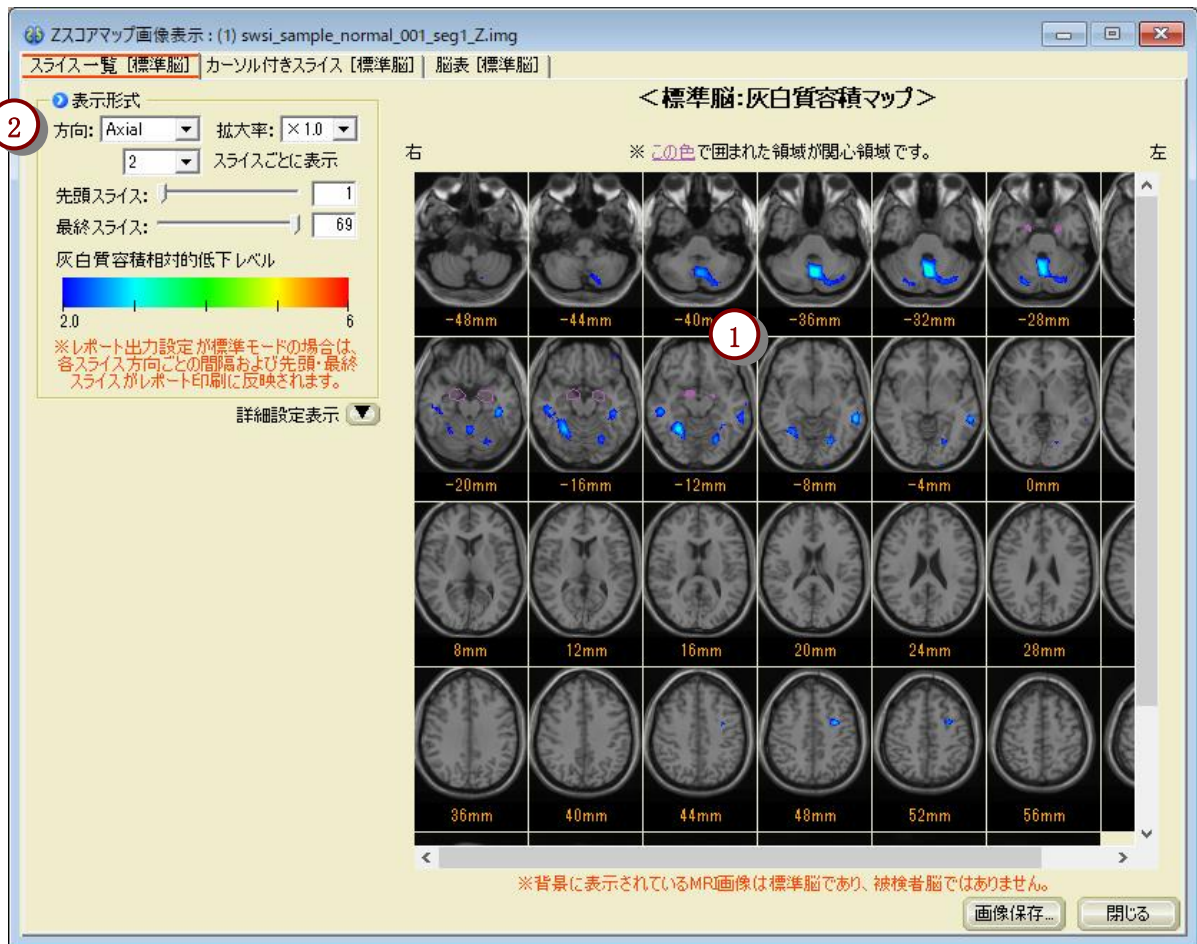 Zスコアマップ画像表示 : (1) swsi_sample_normal_001_seg1_Z.img
スライス一覧 [標準脳] カーソル付きスライス [標準脳] 脳表 [標準脳]
表示形式
方向: Axial 拡大率: ×1.0
2 スライスごとに表示
先頭スライス: 1
最終スライス: 69
灰白質容積相対的低下レベル
2.0 6
※レポート出力設定が標準モードの場合は、
各スライス方向ごとの間隔および先頭・最終
スライスがレポート印刷に反映されます。
詳細設定表示
2
<標準脳:灰白質容積マップ>
右 ※ この色で囲まれた領域が関心領域です。 左
-48mm -44mm -40m -36mm -32mm -28mm
1
-20mm -16mm -12mm -8mm -4mm 0mm
8mm 12mm 16mm 20mm 24mm 28mm
36mm 40mm 44mm 48mm 52mm 56mm
※背景に表示されているMRI画像は標準脳であり、被検者脳ではありません。
画像保存... 閉じる